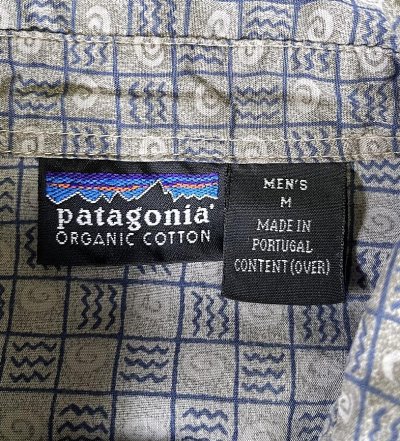 patagonia®
ORGANIC COTTON
MEN'S
M
MADE IN
PORTUGAL
CONTENT (OVER)